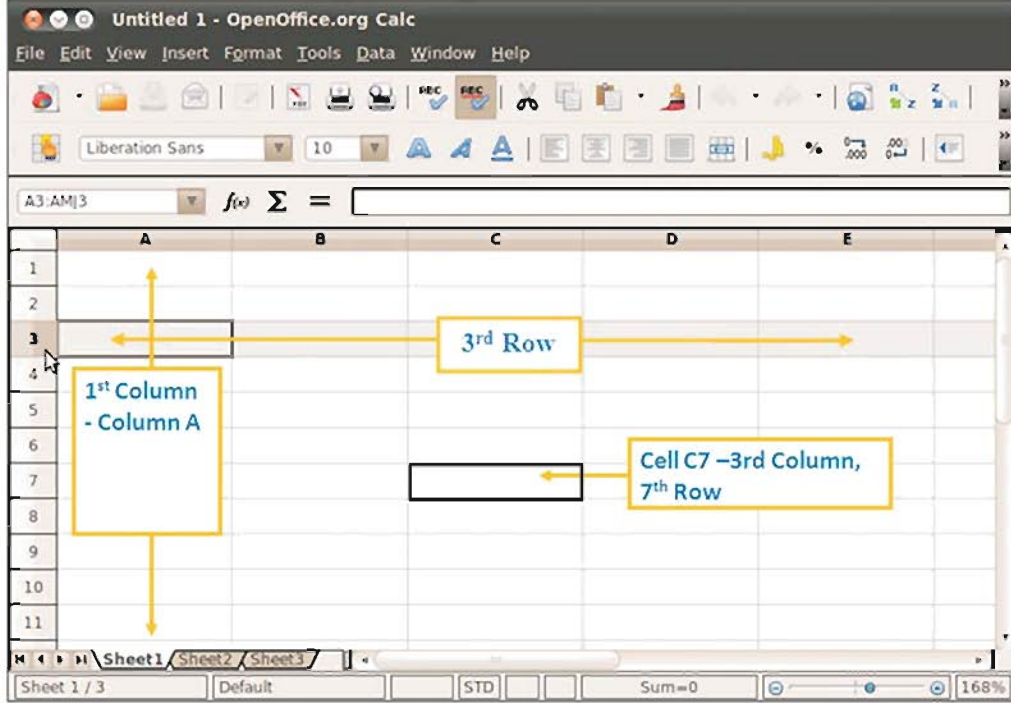 Untitled 1 - OpenOffice.org Calc
File Edit View Insert Format Tools Data Window Help
Liberation Sans 10
A3:AMJ3 f(x) Σ =
A B C D E
1
2
3
3rd Row
4
1st Column
- Column A
5
6
Cell C7 –3rd Column,
7th Row
7
8
9
10
11
Sheet1 Sheet2 Sheet3
Sheet 1 / 3 Default STD Sum=0 168%